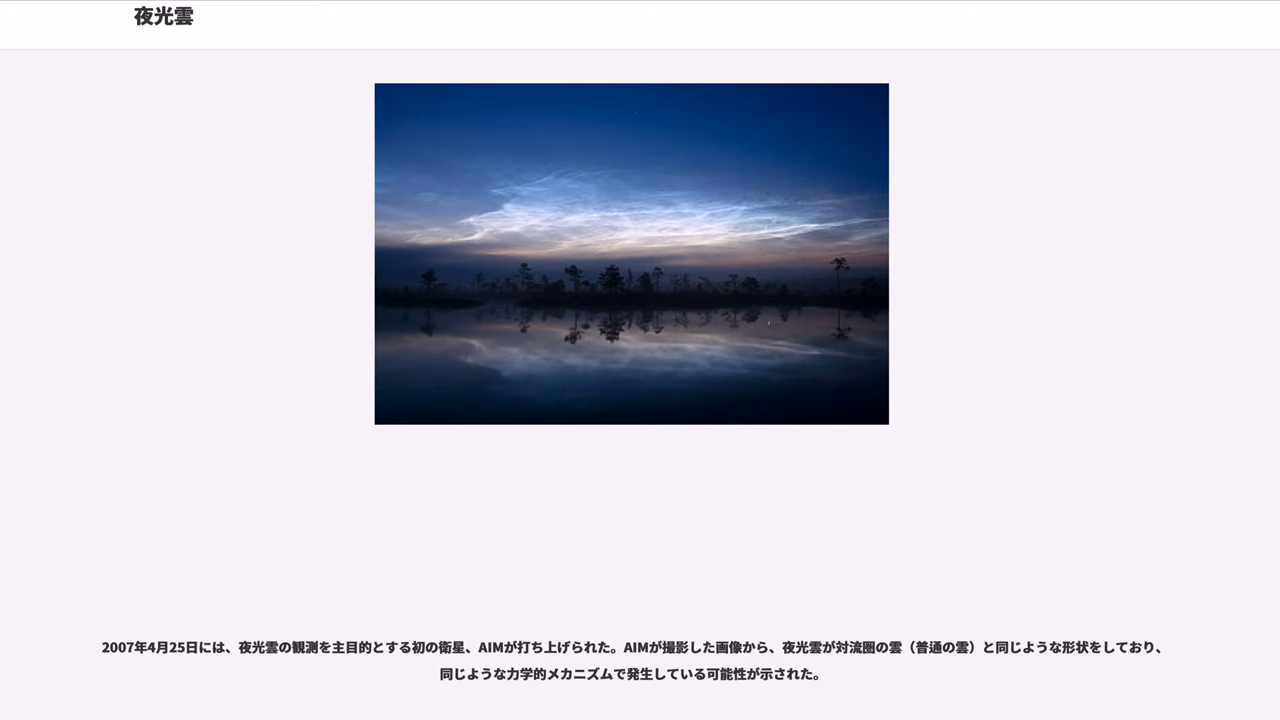 夜光雲
2007年4月25日には、夜光雲の観測を主目的とする初の衛星、AIMが打ち上げられた。AIMが撮影した画像から、夜光雲が対流圏の雲（普通の雲）と同じような形状をしており、
同じような力学的メカニズムで発生している可能性が示された。